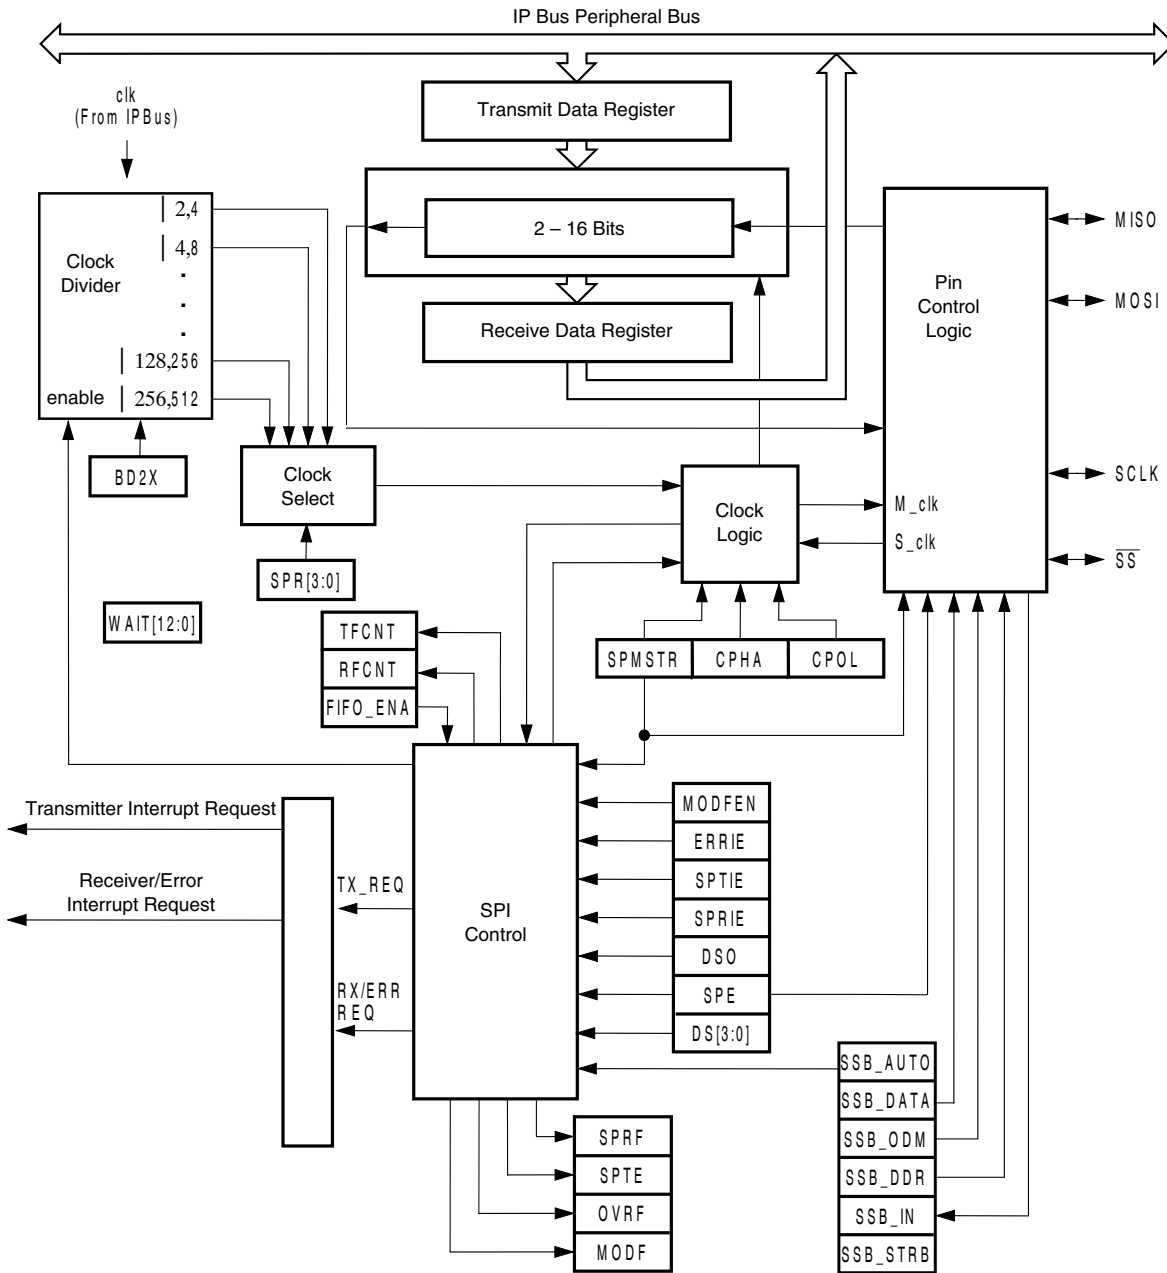 IP Bus Peripheral Bus
clk
(From IPBus)
Transmit Data Register
2 – 16 Bits
Receive Data Register
Clock
Divider
| 2,4
| 4,8
.
.
.
| 128,256
enable | 256,512
BD2X
Clock
Select
SPR[3:0]
WAIT[12:0]
Pin
Control
Logic
MISO
MOSI
SCLK
SS
M_clk
S_clk
Clock
Logic
SPMSTR CPHA CPOL
TFCNT
RFCNT
FIFO_ENA
Transmitter Interrupt Request
Receiver/Error
Interrupt Request
TX_REQ
RX/ERR
REQ
SPI
Control
MODFEN
ERRIE
SPTIE
SPRIE
DSO
SPE
DS[3:0]
SSB_AUTO
SSB_DATA
SSB_ODM
SSB_DDR
SSB_IN
SSB_STRB
SPRF
SPTE
OVRF
MODF